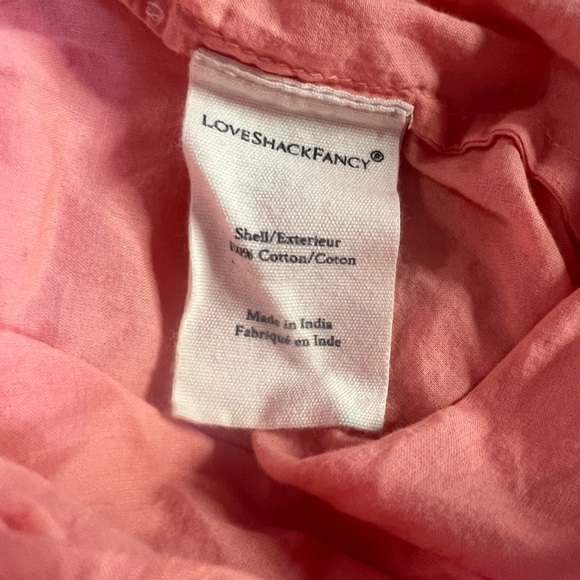 LOVESHACKFANCY®
Shell/Exterieur
100% Cotton/Coton
Made in India
Fabriqué en Inde